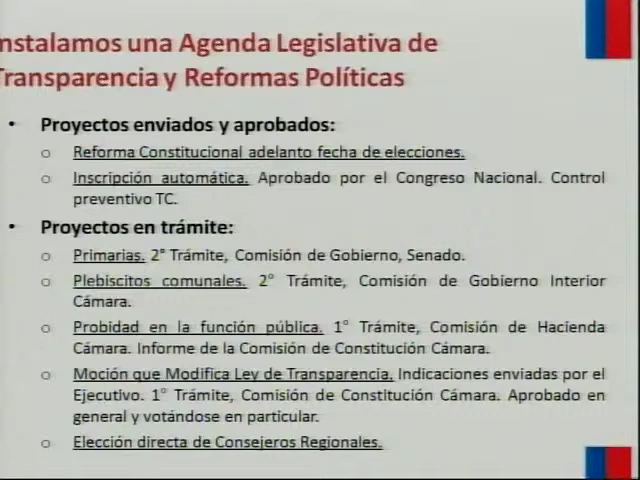 nstalamos una Agenda Legislativa de
Transparencia y Reformas Políticas
• Proyectos enviados y aprobados:
o Reforma Constitucional adelanto fecha de elecciones.
o Inscripción automática. Aprobado por el Congreso Nacional. Control
preventivo TC.
• Proyectos en trámite:
o Primarias. 2° Trámite, Comisión de Gobierno, Senado.
o Plebiscitos comunales. 2° Trámite, Comisión de Gobierno Interior
Cámara.
o Probidad en la función pública. 1° Trámite, Comisión de Hacienda
Cámara. Informe de la Comisión de Constitución Cámara.
o Moción que Modifica Ley de Transparencia. Indicaciones enviadas por el
Ejecutivo. 1° Trámite, Comisión de Constitución Cámara. Aprobado en
general y votándose en particular.
o Elección directa de Consejeros Regionales.